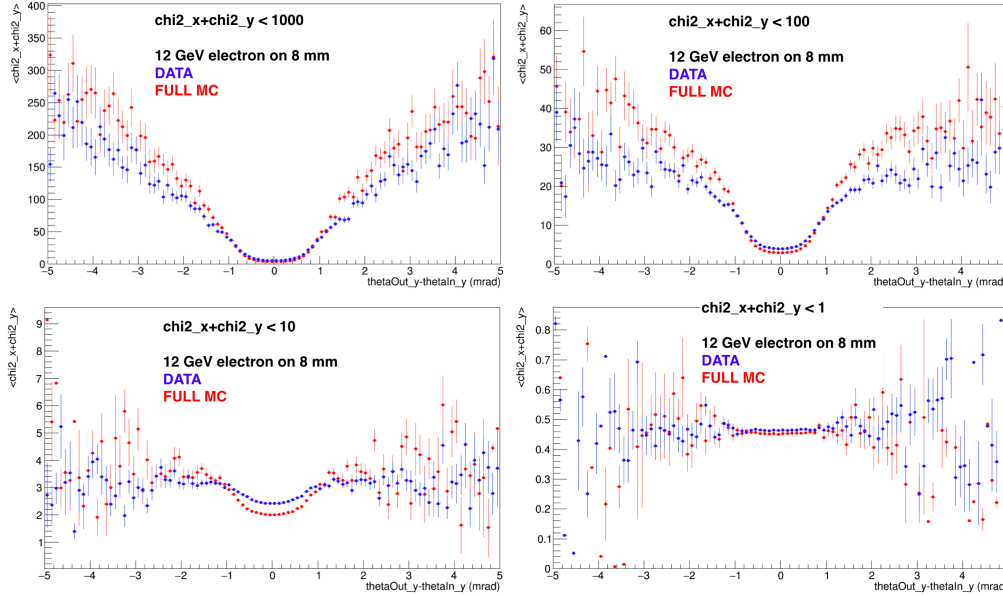 chi2_x+chi2_y < 1000
12 GeV electron on 8 mm
DATA
FULL MC
<chi2_x+chi2_y>
400
350
300
250
200
150
100
50
0
−5 −4 −3 −2 −1 0 1 2 3 4 5
thetaOut_y-thetaIn_y (mrad)
chi2_x+chi2_y < 100
12 GeV electron on 8 mm
DATA
FULL MC
<chi2_x+chi2_y>
60
50
40
30
20
10
0
−5 −4 −3 −2 −1 0 1 2 3 4
thetaOut_y-thetaIn_y (mrad)
chi2_x+chi2_y < 10
12 GeV electron on 8 mm
DATA
FULL MC
<chi2_x+chi2_y>
9
8
7
6
5
4
3
2
1
−5 −4 −3 −2 −1 0 1 2 3 4 5
thetaOut_y-thetaIn_y (mrad)
chi2_x+chi2_y < 1
12 GeV electron on 8 mm
DATA
FULL MC
<chi2_x+chi2_y>
0.8
0.7
0.6
0.5
0.4
0.3
0.2
0.1
0
−5 −4 −3 −2 −1 0 1 2 3 4
thetaOut_y-thetaIn_y (mrad)